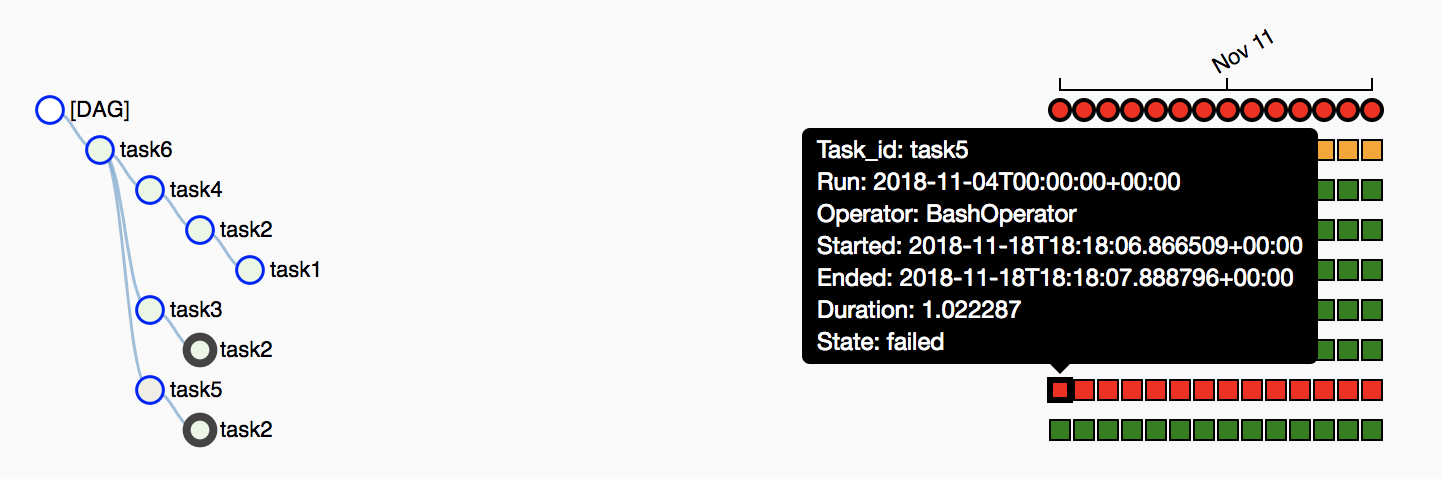 Nov 11
[DAG]
task6
task4
task2
task1
task3
task2
task5
task2
Task_id: task5
Run: 2018-11-04T00:00:00+00:00
Operator: BashOperator
Started: 2018-11-18T18:18:06.866509+00:00
Ended: 2018-11-18T18:18:07.888796+00:00
Duration: 1.022287
State: failed